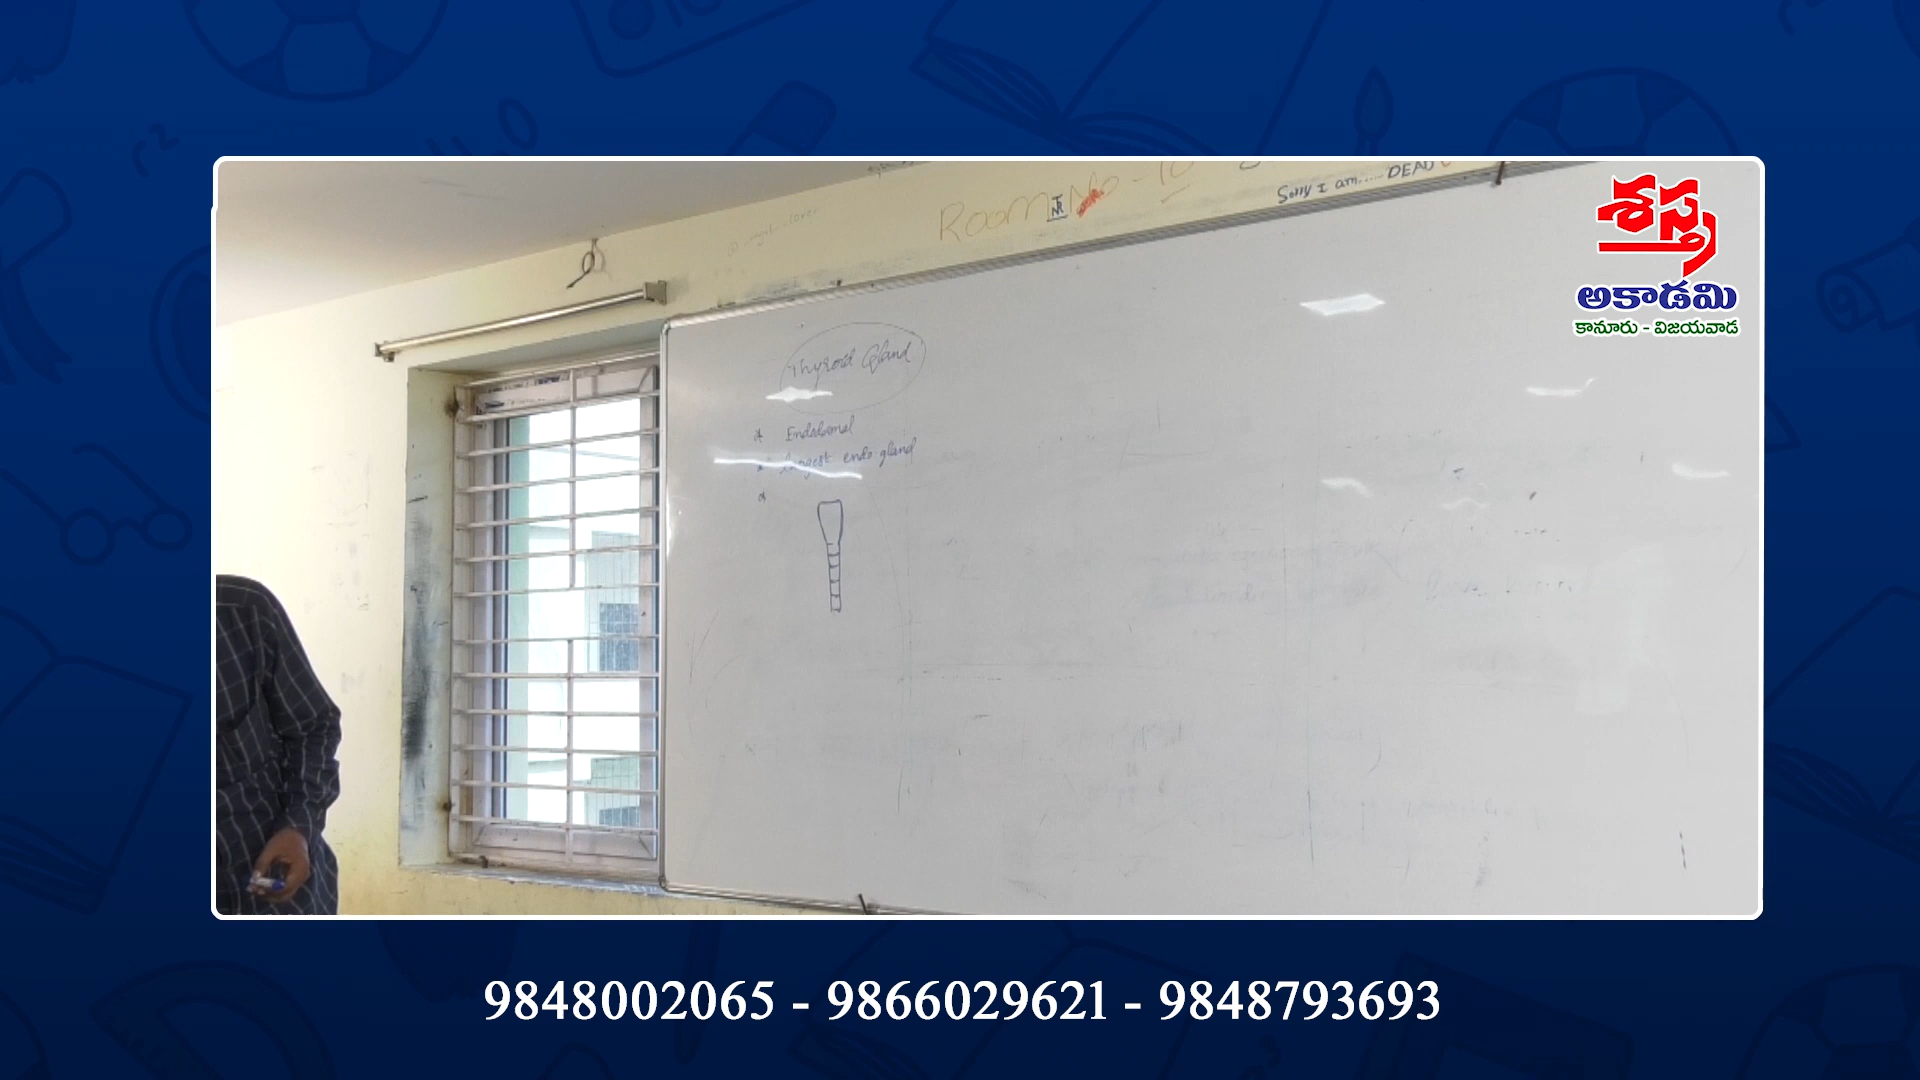 Room No - 10
Sorry I am..... DEAD
శస్త్ర
అకాడమి
కానూరు - విజయవాడ
Thyroid Gland
* Endodermal
* largest endo gland
*
9848002065 - 9866029621 - 9848793693